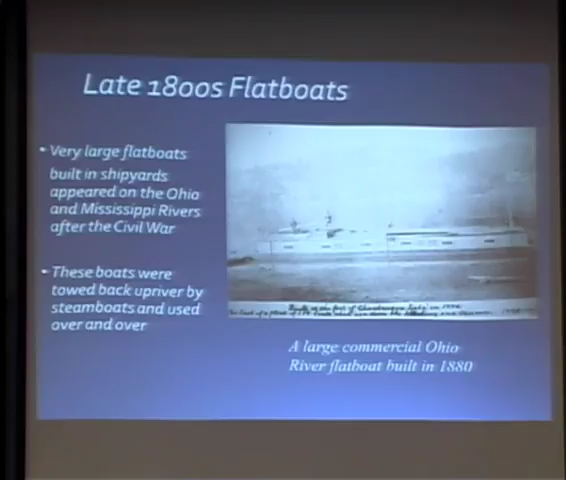 Late 1800s Flatboats
• Very large flatboats
built in shipyards
appeared on the Ohio
and Mississippi Rivers
after the Civil War
• These boats were
towed back upriver by
steamboats and used
over and over
A large commercial Ohio
River flatboat built in 1880